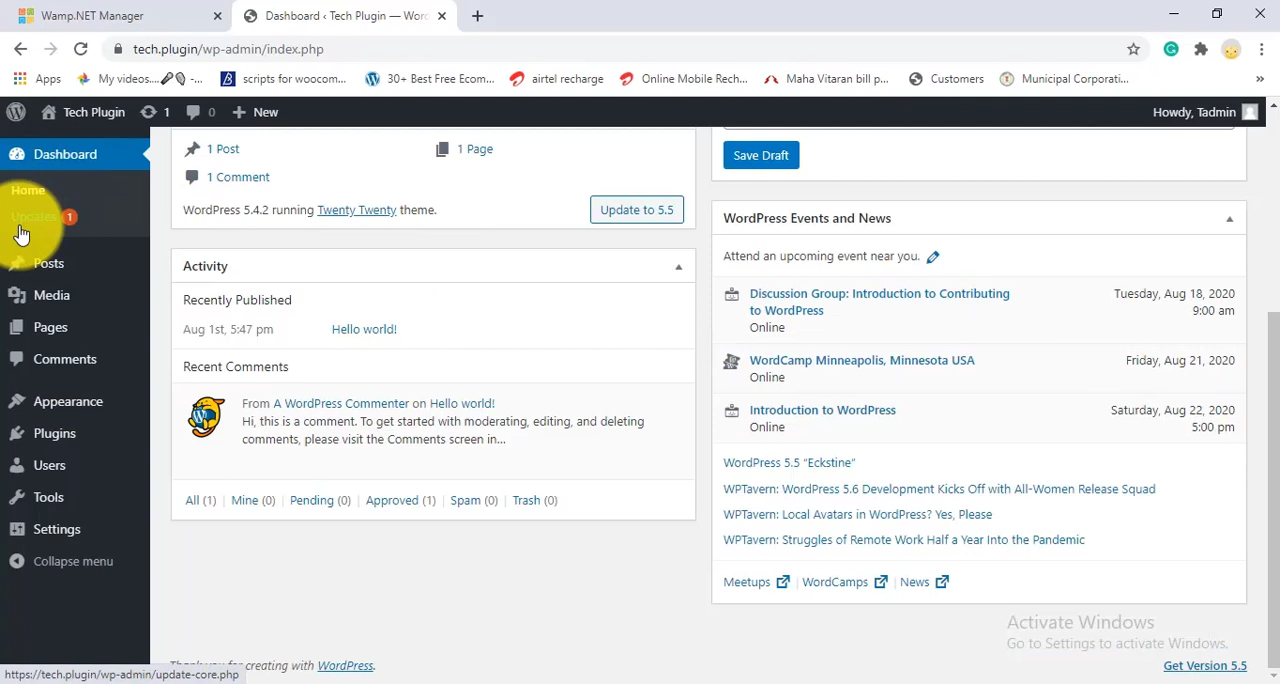 Wamp.NET Manager
Dashboard ‹ Tech Plugin — Word
tech.plugin/wp-admin/index.php
Apps
My videos....🎤🎧 -...
scripts for woocom...
30+ Best Free Ecom...
airtel recharge
Online Mobile Rech...
Maha Vitaran bill p...
Customers
Municipal Corporati...
»
Tech Plugin 1 0 + New
Howdy, Tadmin
Dashboard
Home
Updates 1
Posts
Media
Pages
Comments
Appearance
Plugins
Users
Tools
Settings
Collapse menu
1 Post
1 Page
1 Comment
WordPress 5.4.2 running Twenty Twenty theme.
Update to 5.5
Activity
Recently Published
Aug 1st, 5:47 pm Hello world!
Recent Comments
From A WordPress Commenter on Hello world!
Hi, this is a comment. To get started with moderating, editing, and deleting
comments, please visit the Comments screen in...
All (1) | Mine (0) | Pending (0) | Approved (1) | Spam (0) | Trash (0)
Save Draft
WordPress Events and News
Attend an upcoming event near you.
Discussion Group: Introduction to Contributing
to WordPress
Online
Tuesday, Aug 18, 2020
9:00 am
WordCamp Minneapolis, Minnesota USA
Online
Friday, Aug 21, 2020
Introduction to WordPress
Online
Saturday, Aug 22, 2020
5:00 pm
WordPress 5.5 “Eckstine”
WPTavern: WordPress 5.6 Development Kicks Off with All-Women Release Squad
WPTavern: Local Avatars in WordPress? Yes, Please
WPTavern: Struggles of Remote Work Half a Year Into the Pandemic
Meetups | WordCamps | News
Activate Windows
Go to Settings to activate Windows.
Thank you for creating with WordPress.
Get Version 5.5
https://tech.plugin/wp-admin/update-core.php